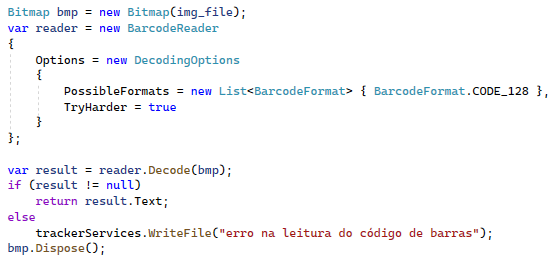 Bitmap bmp = new Bitmap(img_file);
var reader = new BarcodeReader
{
    Options = new DecodingOptions
    {
        PossibleFormats = new List<BarcodeFormat> { BarcodeFormat.CODE_128 },
        TryHarder = true
    }
};

var result = reader.Decode(bmp);
if (result != null)
    return result.Text;
else
    trackerServices.WriteFile("erro na leitura do código de barras");
bmp.Dispose();